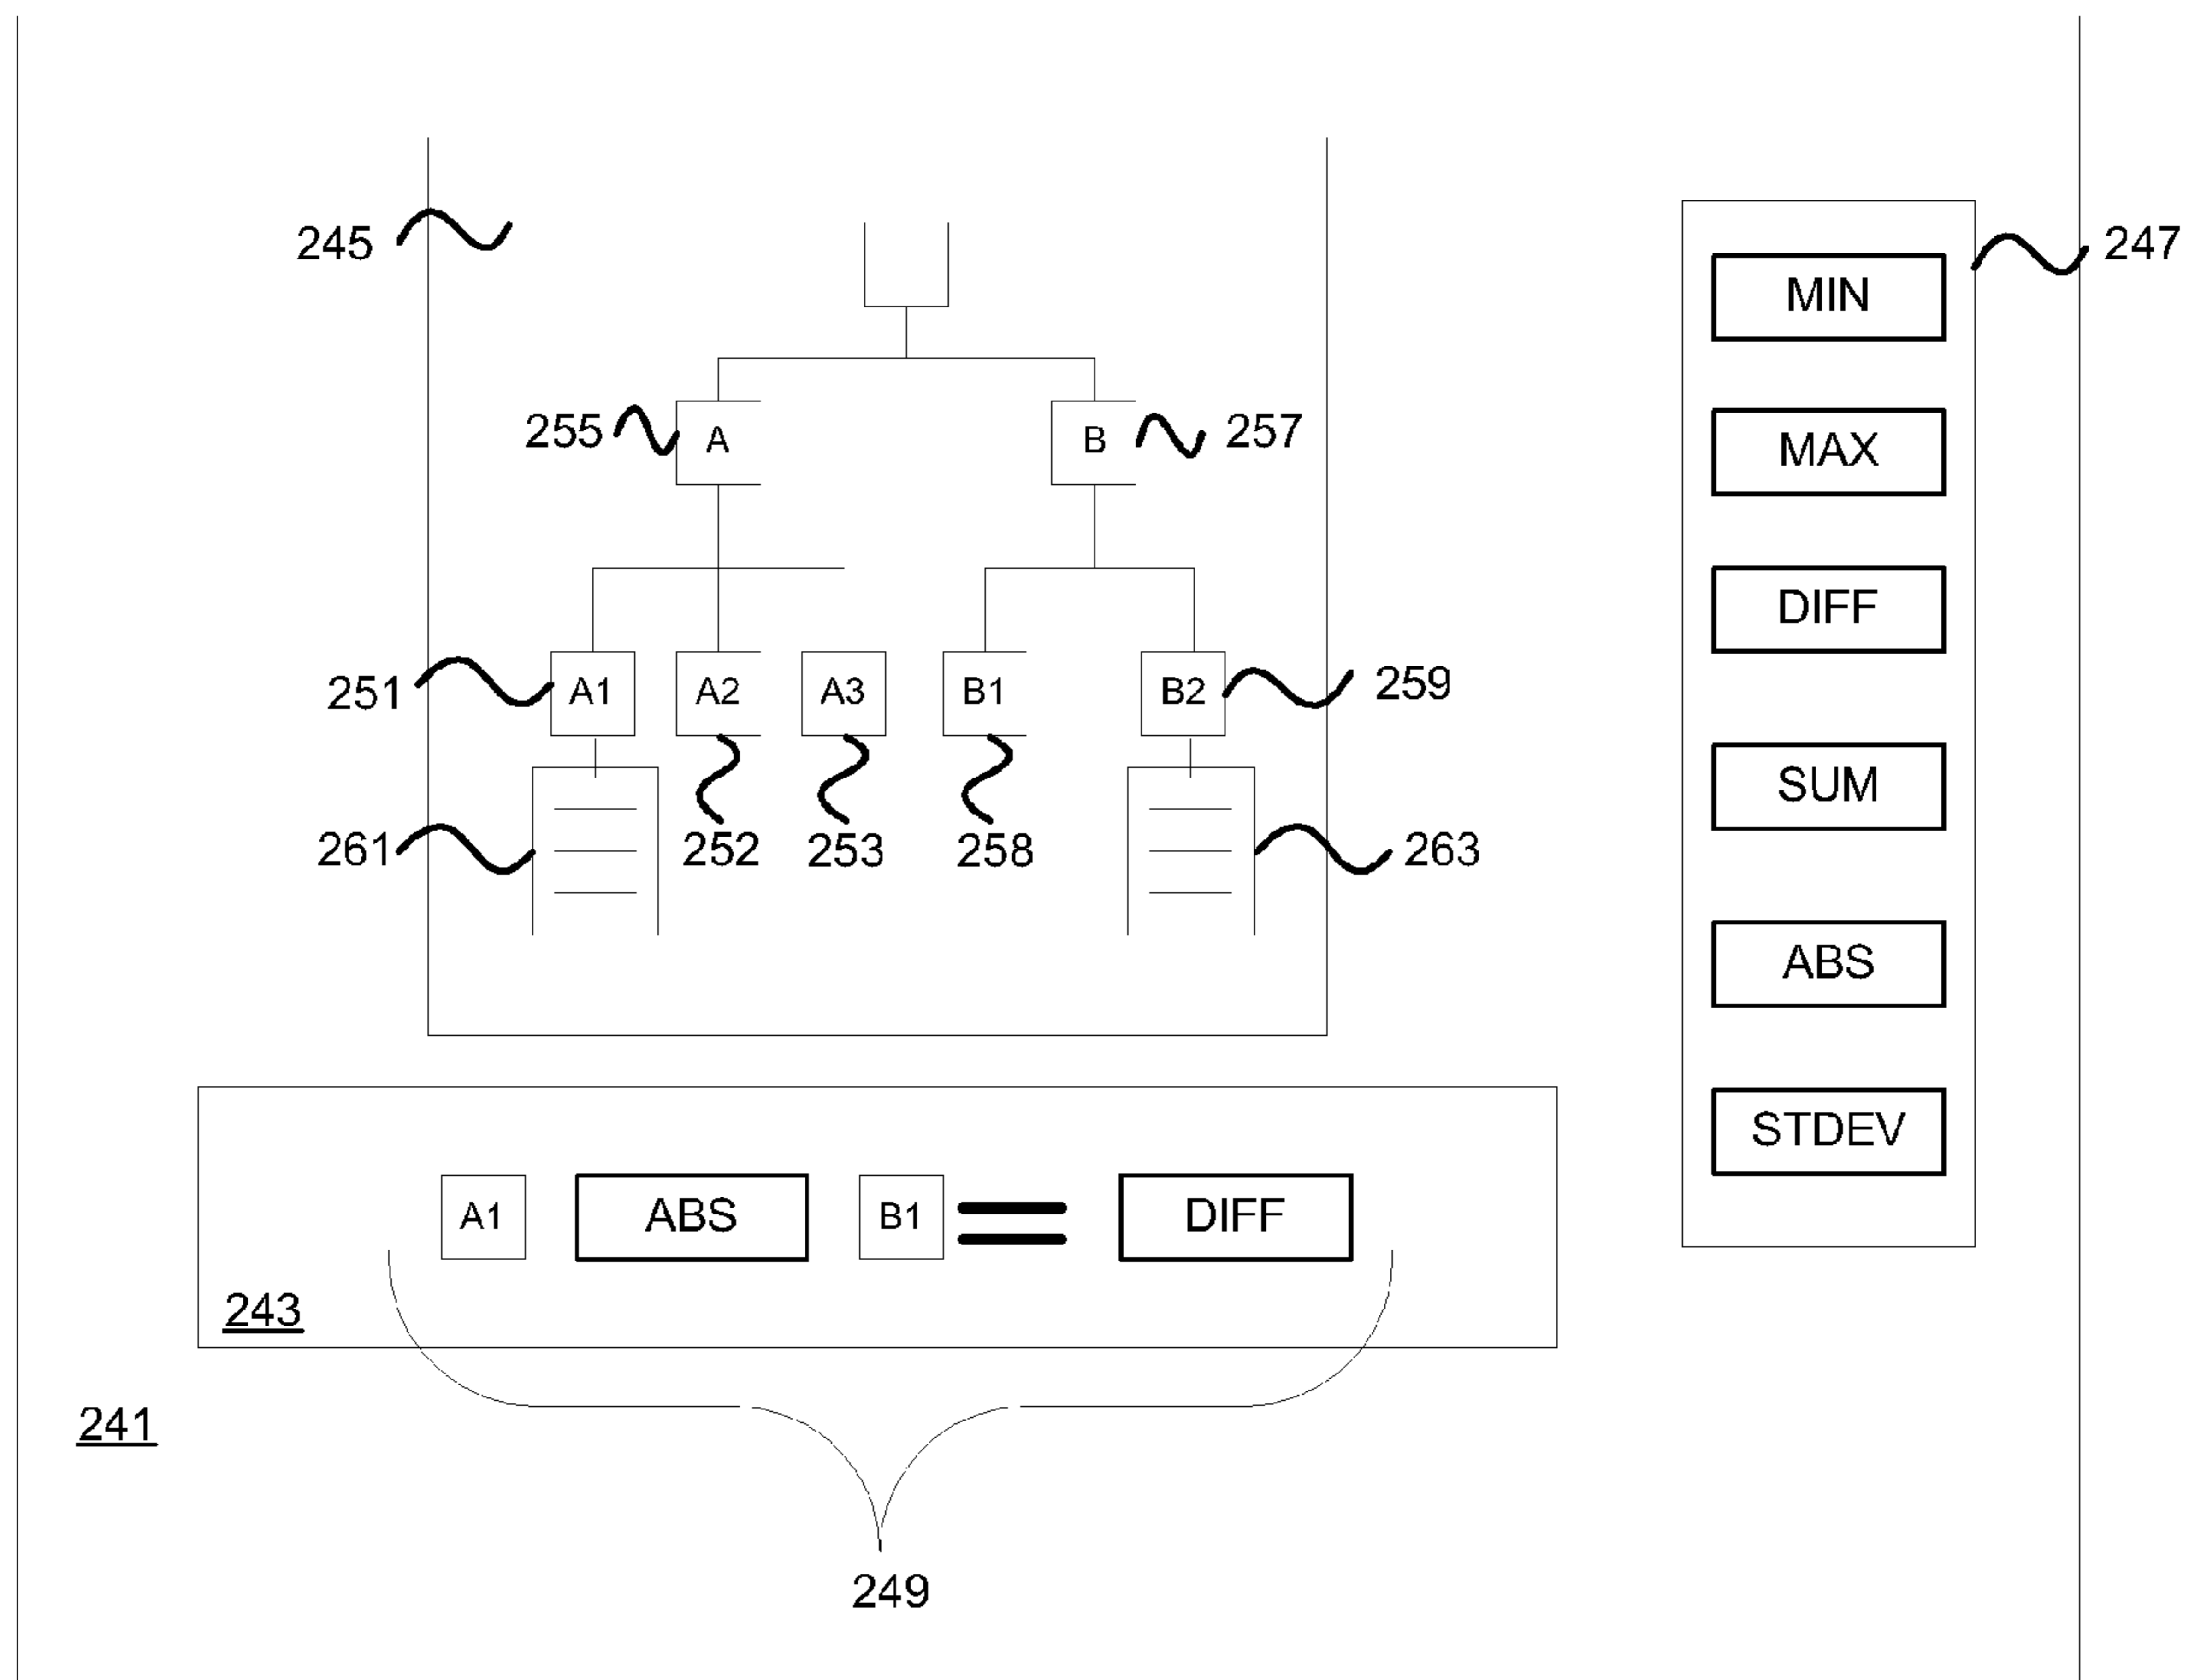 245
247
MIN
255
A
B
257
MAX
DIFF
251
A1
A2
A3
B1
B2
259
SUM
261
252
253
258
263
ABS
STDEV
A1
ABS
B1
=
DIFF
243
241
249